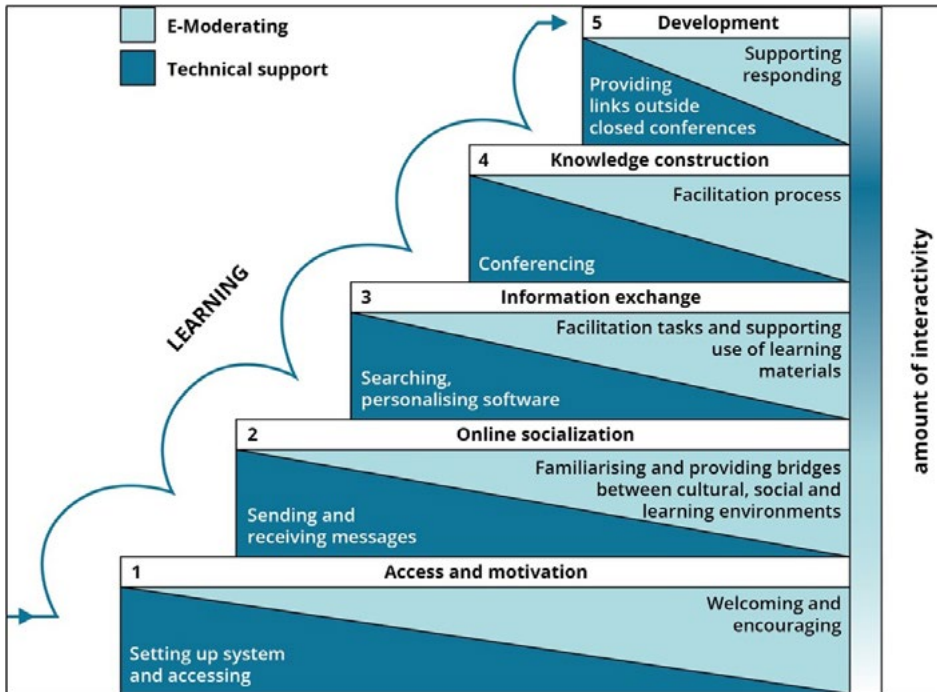 E-Moderating
Technical support
5 Development
Supporting
responding
Providing
links outside
closed conferences
4 Knowledge construction
Facilitation process
Conferencing
3 Information exchange
Facilitation tasks and supporting
use of learning
materials
Searching,
personalising software
2 Online socialization
Familiarising and providing bridges
between cultural, social and
learning environments
Sending and
receiving messages
1 Access and motivation
Welcoming and
encouraging
Setting up system
and accessing
LEARNING
amount of interactivity